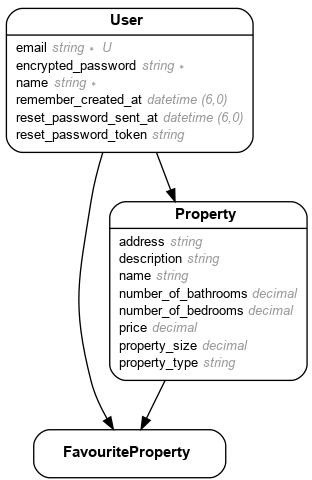 User
email string ∗ U
encrypted_password string ∗
name string ∗
remember_created_at datetime (6,0)
reset_password_sent_at datetime (6,0)
reset_password_token string
Property
address string
description string
name string
number_of_bathrooms decimal
number_of_bedrooms decimal
price decimal
property_size decimal
property_type string
FavouriteProperty